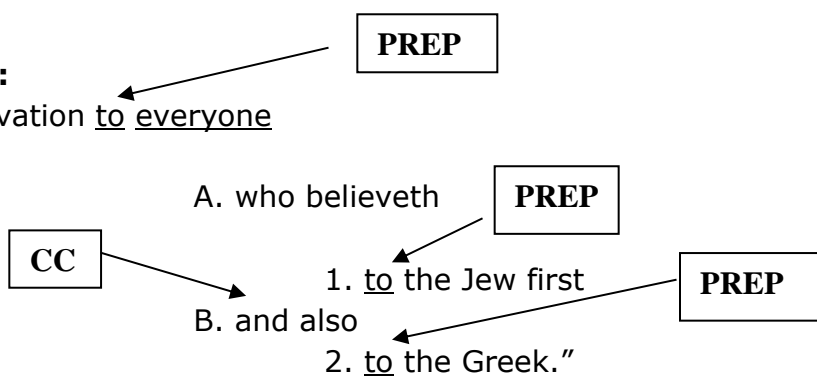 PREP
:
vation to everyone
A. who believeth
PREP
CC
1. to the Jew first
PREP
B. and also
2. to the Greek.”